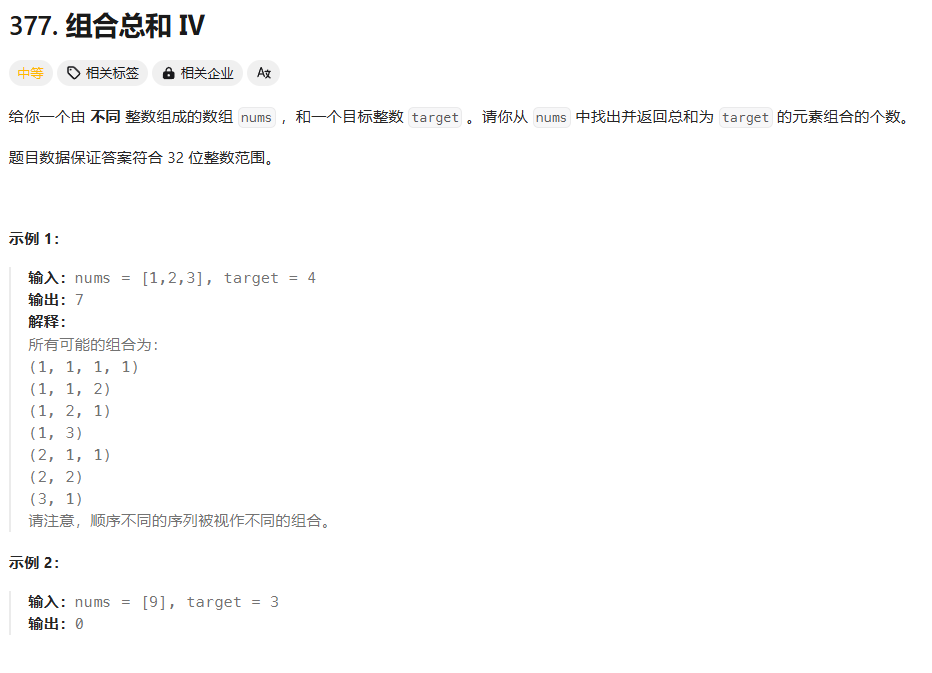 377. 组合总和 Ⅳ
中等 相关标签 相关企业 Aあ
给你一个由 不同 整数组成的数组 nums ，和一个目标整数 target 。请你从 nums 中找出并返回总和为 target 的元素组合的个数。
题目数据保证答案符合 32 位整数范围。
示例 1：
输入：nums = [1,2,3], target = 4
输出：7
解释：
所有可能的组合为：
(1, 1, 1, 1)
(1, 1, 2)
(1, 2, 1)
(1, 3)
(2, 1, 1)
(2, 2)
(3, 1)
请注意，顺序不同的序列被视作不同的组合。
示例 2：
输入：nums = [9], target = 3
输出：0